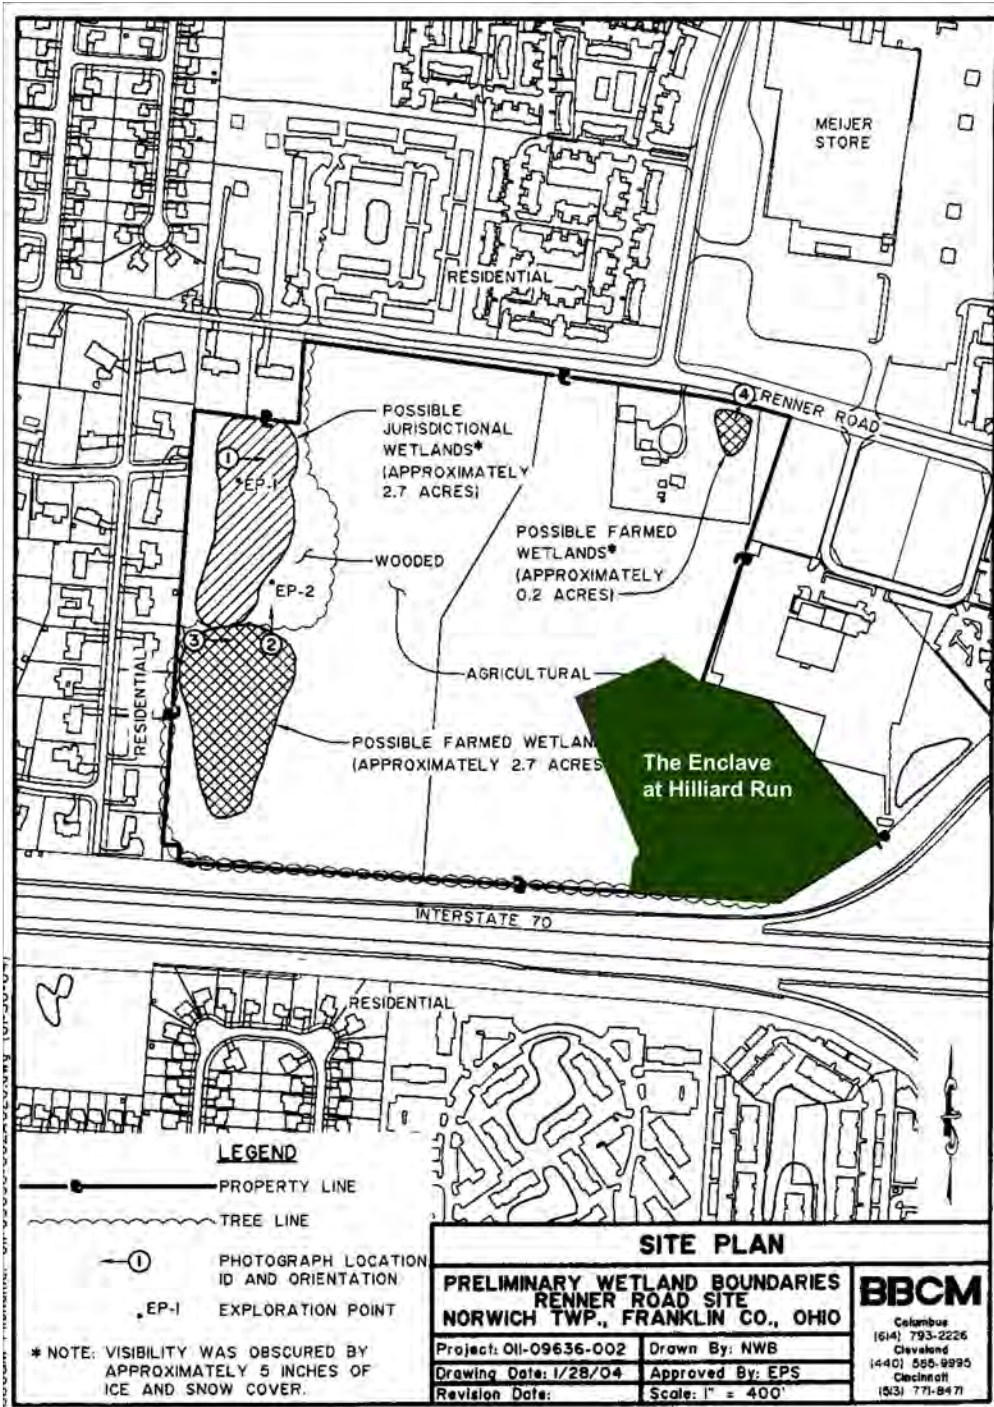 MEIJER
STORE
RESIDENTIAL
RENNER ROAD
4
POSSIBLE
JURISDICTIONAL
WETLANDS*
(APPROXIMATELY
2.7 ACRES)
1
EP-1
POSSIBLE FARMED
WETLANDS*
(APPROXIMATELY
0.2 ACRES)
WOODED
EP-2
3
2
AGRICULTURAL
RESIDENTIAL
POSSIBLE FARMED WETLAN
(APPROXIMATELY 2.7 ACRES
The Enclave
at Hilliard Run
INTERSTATE 70
RESIDENTIAL
LEGEND
PROPERTY LINE
TREE LINE
1 PHOTOGRAPH LOCATION
ID AND ORIENTATION
EP-1 EXPLORATION POINT
* NOTE: VISIBILITY WAS OBSCURED BY
APPROXIMATELY 5 INCHES OF
ICE AND SNOW COVER.
SITE PLAN
PRELIMINARY WETLAND BOUNDARIES
RENNER ROAD SITE
NORWICH TWP., FRANKLIN CO., OHIO
Project: 011-09636-002 Drawn By: NWB
Drawing Date: 1/28/04 Approved By: EPS
Revision Date: Scale: 1" = 400'
BBCM
Columbus
(614) 793-2226
Cleveland
(440)
Cincinnati
(513) 771-8471